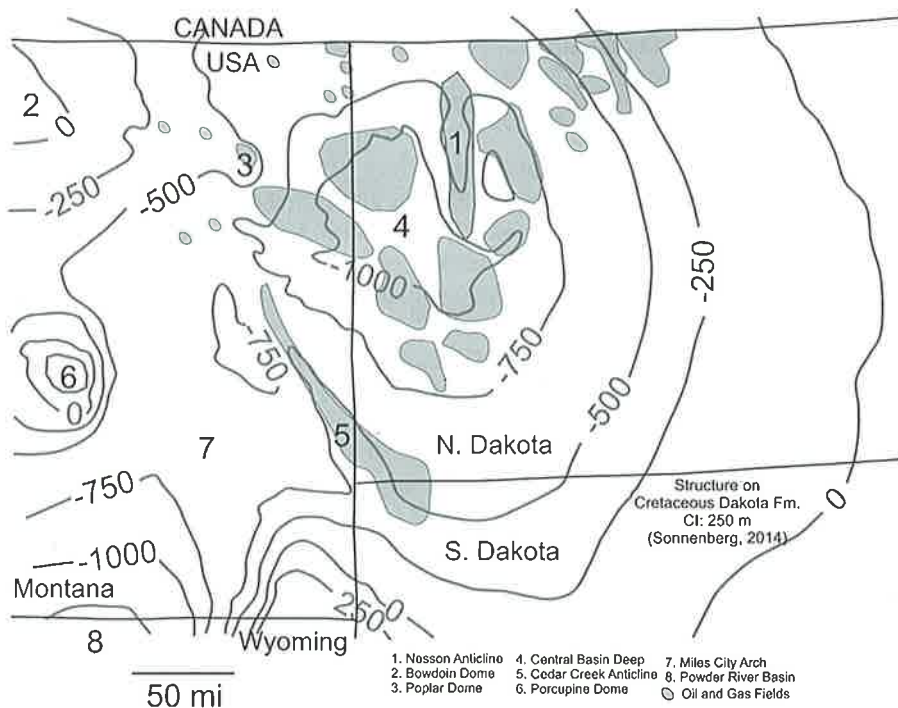 CANADA
USA
2
0
-250
-500
3
1
4
-1000
-750
-250
-750
6
0
-500
5
7
N. Dakota
-750
Structure on
Cretaceous Dakota Fm.
CI: 250 m
(Sonnenberg, 2014)
0
-1000
S. Dakota
Montana
250
0
8
Wyoming
50 mi
1. Nesson Anticline 4. Central Basin Deep 7. Miles City Arch
2. Bowdoin Dome 5. Cedar Creek Anticline 8. Powder River Basin
3. Poplar Dome 6. Porcupine Dome Oil and Gas Fields